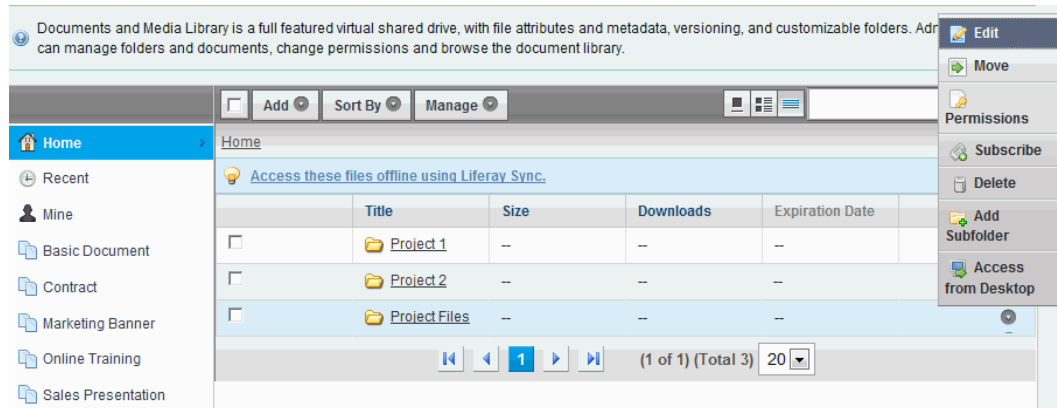 Documents and Media Library is a full featured virtual shared drive, with file attributes and metadata, versioning, and customizable folders.
can manage folders and documents, change permissions and browse the document library.
Edit
Move
Permissions
Subscribe
Delete
Add
Subfolder
Access
from Desktop
Add Sort By Manage
Home
Recent
Mine
Basic Document
Contract
Marketing Banner
Online Training
Sales Presentation
Home
Access these files offline using Liferay Sync.
Title Size Downloads Expiration Date
Project 1 -- -- --
Project 2 -- -- --
Project Files -- -- --
1 (1 of 1) (Total 3) 20